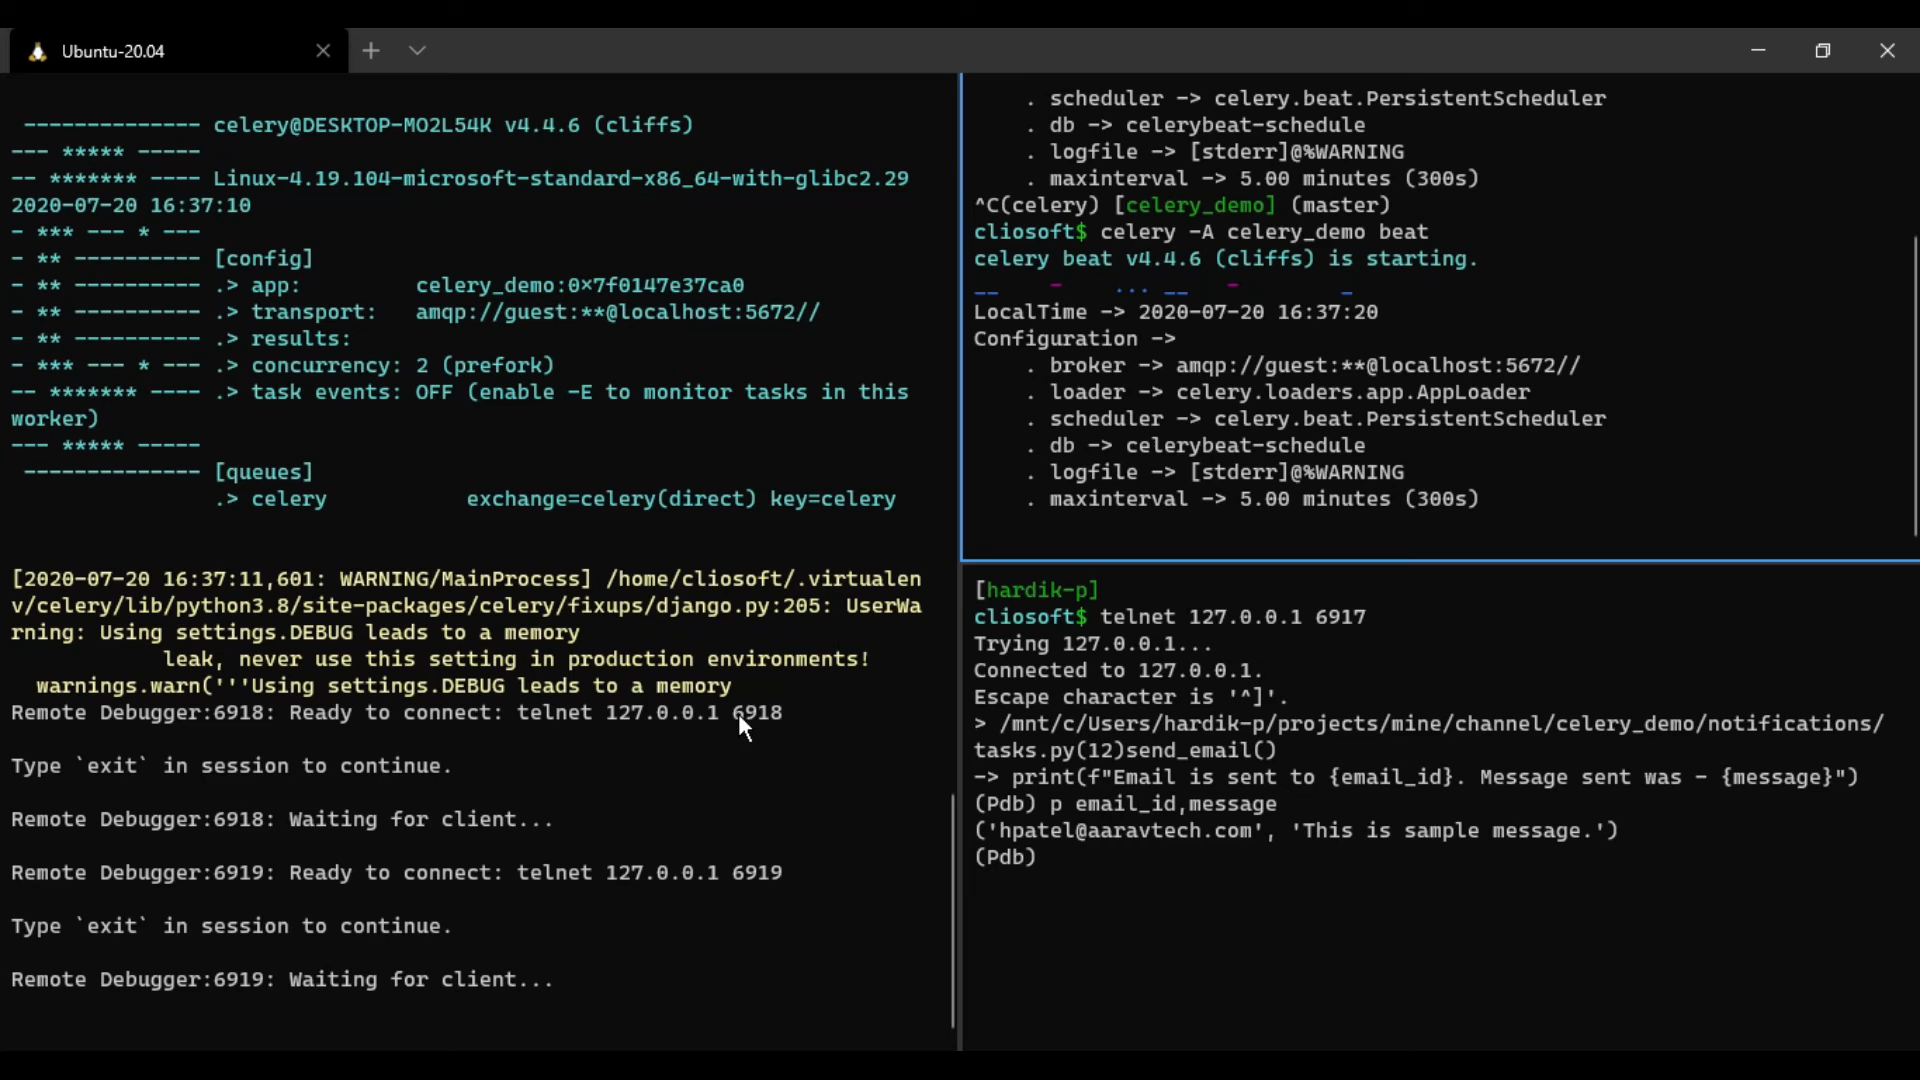 Ubuntu-20.04
-------------- celery@DESKTOP-MO2L54K v4.4.6 (cliffs)
--- ***** -----
-- ******* ---- Linux-4.19.104-microsoft-standard-x86_64-with-glibc2.29
2020-07-20 16:37:10
- *** --- * ---
- ** ---------- [config]
- ** ---------- .> app:         celery_demo:0x7f0147e37ca0
- ** ---------- .> transport:   amqp://guest:**@localhost:5672//
- ** ---------- .> results:
- *** --- * --- .> concurrency: 2 (prefork)
-- ******* ---- .> task events: OFF (enable -E to monitor tasks in this
worker)
--- ***** -----
-------------- [queues]
.> celery           exchange=celery(direct) key=celery
[2020-07-20 16:37:11,601: WARNING/MainProcess] /home/cliosoft/.virtualen
v/celery/lib/python3.8/site-packages/celery/fixups/django.py:205: UserWa
rning: Using settings.DEBUG leads to a memory
leak, never use this setting in production environments!
warnings.warn('''Using settings.DEBUG leads to a memory
Remote Debugger:6918: Ready to connect: telnet 127.0.0.1 6918
Type `exit` in session to continue.
Remote Debugger:6918: Waiting for client...
Remote Debugger:6919: Ready to connect: telnet 127.0.0.1 6919
Type `exit` in session to continue.
Remote Debugger:6919: Waiting for client...
. scheduler -> celery.beat.PersistentScheduler
. db -> celerybeat-schedule
. logfile -> [stderr]@%WARNING
. maxinterval -> 5.00 minutes (300s)
^C(celery) [celery_demo] (master)
cliosoft$ celery -A celery_demo beat
celery beat v4.4.6 (cliffs) is starting.
__    -    ... __   -        _
LocalTime -> 2020-07-20 16:37:20
Configuration ->
. broker -> amqp://guest:**@localhost:5672//
. loader -> celery.loaders.app.AppLoader
. scheduler -> celery.beat.PersistentScheduler
. db -> celerybeat-schedule
. logfile -> [stderr]@%WARNING
. maxinterval -> 5.00 minutes (300s)
[hardik-p]
cliosoft$ telnet 127.0.0.1 6917
Trying 127.0.0.1...
Connected to 127.0.0.1.
Escape character is '^]'.
> /mnt/c/Users/hardik-p/projects/mine/channel/celery_demo/notifications/
tasks.py(12)send_email()
-> print(f"Email is sent to {email_id}. Message sent was - {message}")
(Pdb) p email_id,message
('hpatel@aaravtech.com', 'This is sample message.')
(Pdb)